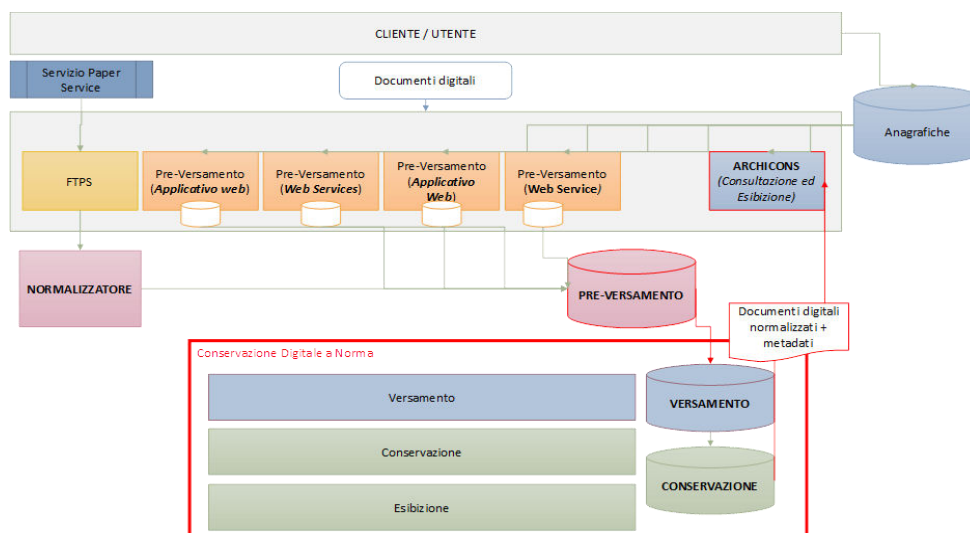 CLIENTE / UTENTE
Servizio Paper
Service
Documenti digitali
Anagrafiche
FTPS
Pre-Versamento
(Applicativo web)
Pre-Versamento
(Web Services)
Pre-Versamento
(Applicativo
Web)
Pre-Versamento
(Web Service)
ARCHICONS
(Consultazione ed
Esibizione)
NORMALIZZATORE
PRE-VERSAMENTO
Documenti digitali
normalizzati +
metadati
Conservazione Digitale a Norma
Versamento
VERSAMENTO
Conservazione
CONSERVAZIONE
Esibizione